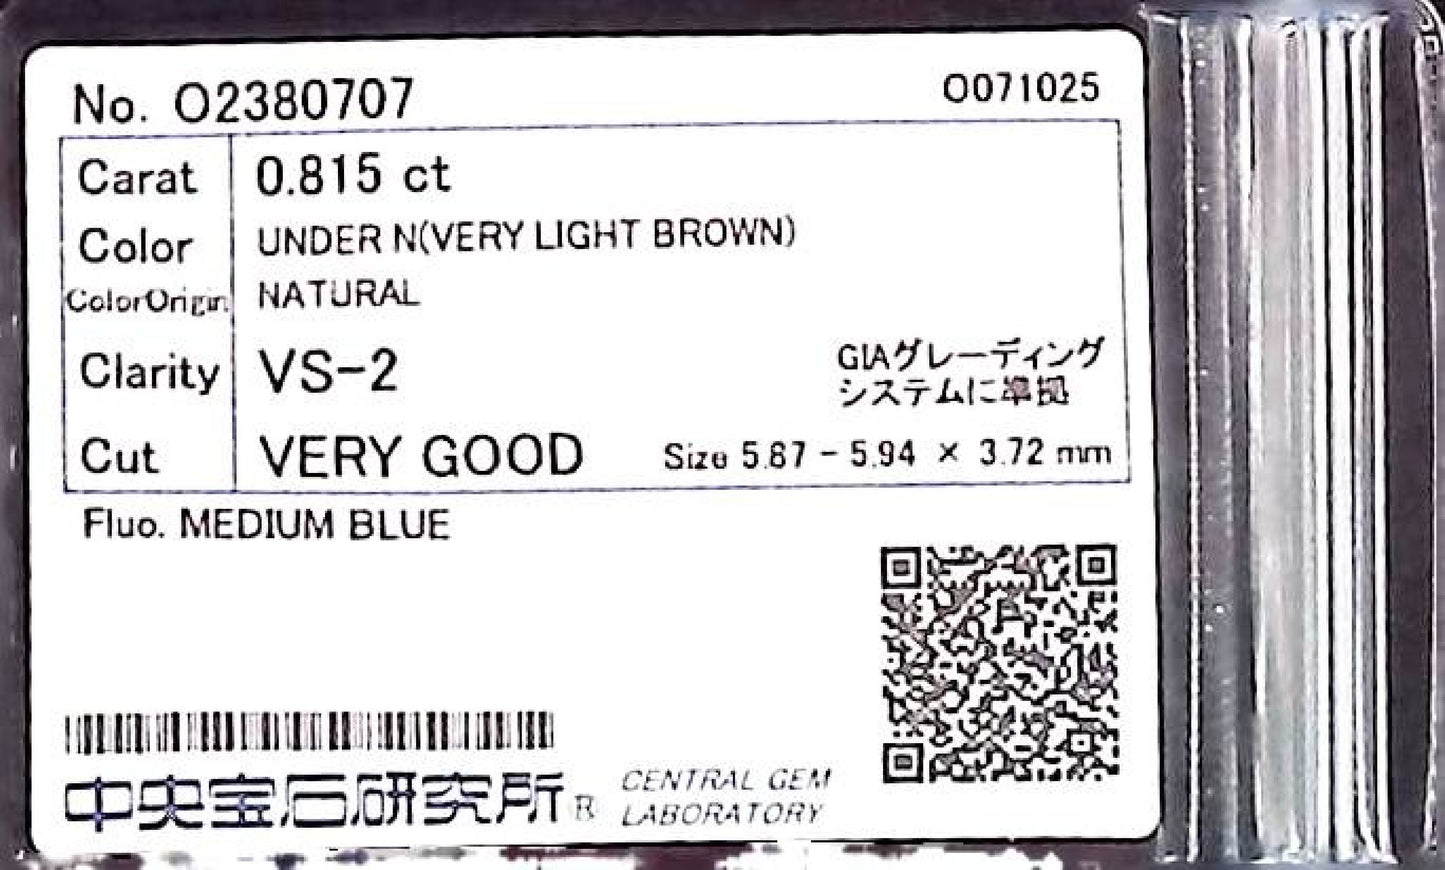 No. O2380707
O071025
Carat 0.815 ct
Color UNDER N(VERY LIGHT BROWN)
ColorOrigin NATURAL
Clarity VS-2
GIAグレーディング
システムに準拠
Cut VERY GOOD Size 5.87 - 5.94 × 3.72 mm
Fluo. MEDIUM BLUE
中央宝石研究所®
CENTRAL GEM
LABORATORY